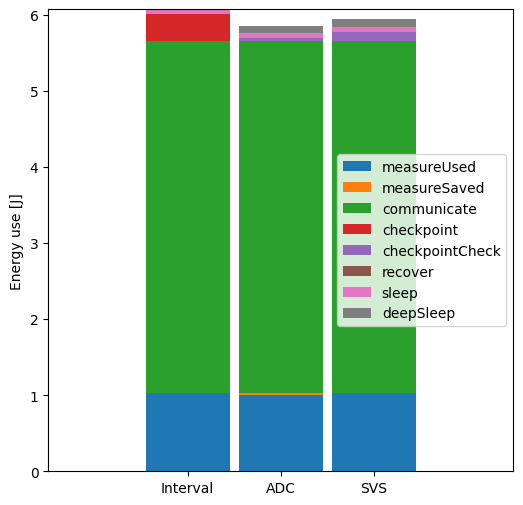 6
5
4
3
2
1
0
Energy use [J]
measureUsed
measureSaved
communicate
checkpoint
checkpointCheck
recover
sleep
deepSleep
Interval ADC SVS